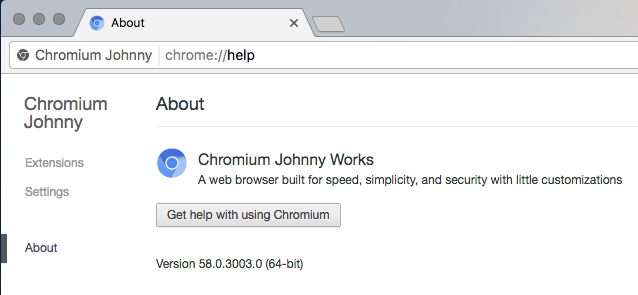 About
Chromium Johnny chrome://help
Chromium
Johnny
About
Extensions
Chromium Johnny Works
A web browser built for speed, simplicity, and security with little customizations
Settings
Get help with using Chromium
About
Version 58.0.3003.0 (64-bit)